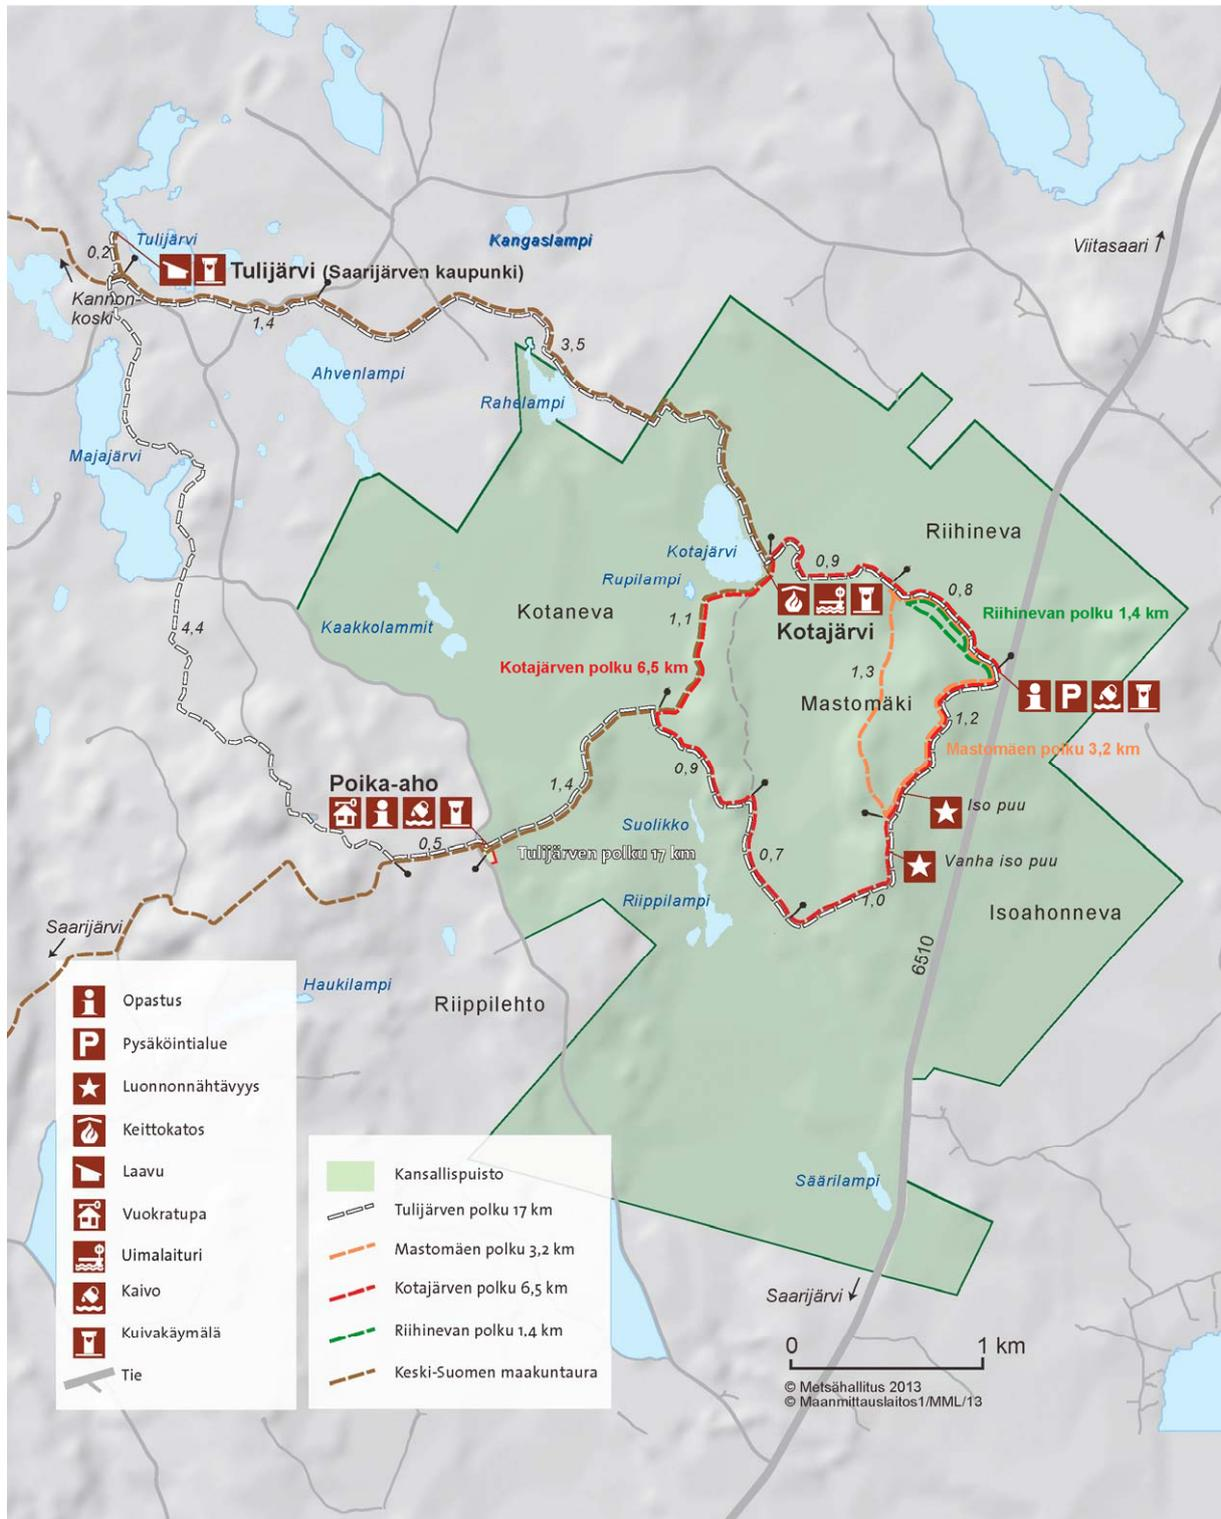 Viitasaari
Kangaslampi
Tulijärvi
0,2
Tulijärvi (Saarijärven kaupunki)
Kannon-
koski
1,4
3,5
Ahvenlampi
Rahelampi
Majajärvi
Riihineva
Kotajärvi
0,9
Rupilampi
0,8
Kotaneva
1,1
Riihinevan polku 1,4 km
4,4
Kaakkolammit
Kotajärvi
Kotajärven polku 6,5 km
1,3
P
Mastomäki
1,2
Mastomäen polku 3,2 km
0,9
Poika-aho
1,4
Iso puu
Suolikko
0,5
Tulijärven polku 17 km
0,7
Vanha iso puu
Riippilampi
1,0
Isoahonneva
Saarijärvi
6510
Haukilampi
Riippilehto
Opastus
P Pysäköintialue
Luonnonnähtävyys
Keittokatos
Laavu
Vuokratupa
Uimalaituri
Kaivo
Kuivakäymälä
Tie
Kansallispuisto
Tulijärven polku 17 km
Mastomäen polku 3,2 km
Kotajärven polku 6,5 km
Riihinevan polku 1,4 km
Keski-Suomen maakuntaura
Säärilampi
Saarijärvi
0 1 km
© Metsähallitus 2013
© Maanmittauslaitos1/MML/13